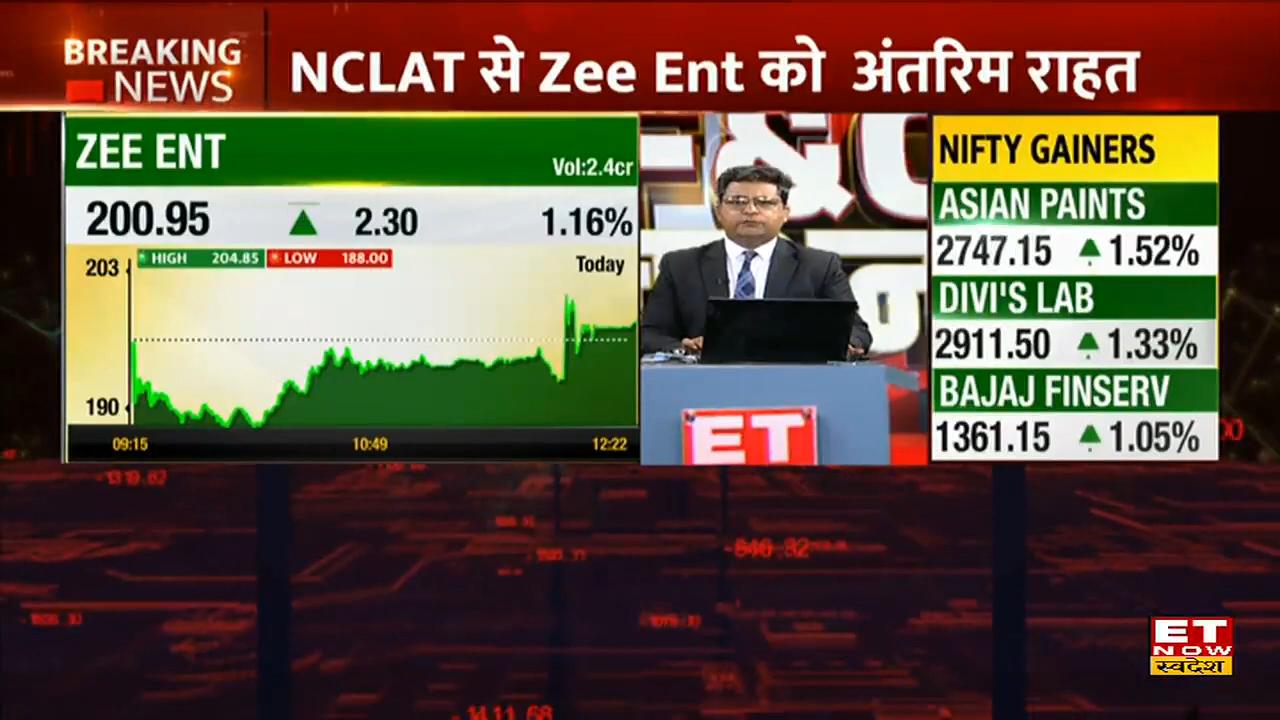 BREAKING
NEWS
NCLAT से Zee Ent को अंतरिम राहत
ZEE ENT
Vol:2.4cr
200.95 ▲ 2.30 1.16%
HIGH 204.85 LOW 188.00
Today
203
190
09:15 10:49 12:22
ET
NIFTY GAINERS
ASIAN PAINTS
2747.15 ▲ 1.52%
DIVI'S LAB
2911.50 ▲ 1.33%
BAJAJ FINSERV
1361.15 ▲ 1.05%
-1411.68
ET
NOW
स्वदेश